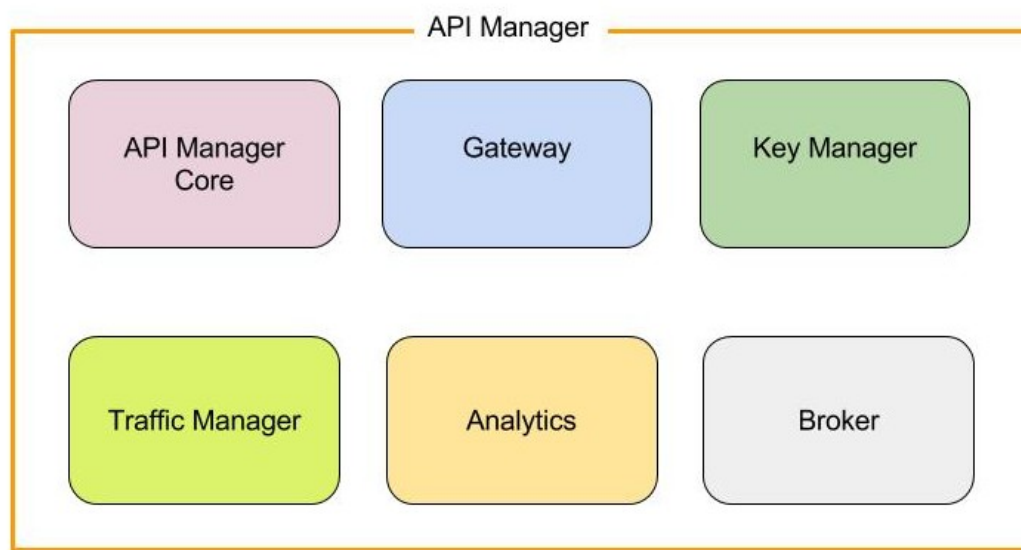 API Manager
API Manager
Core
Gateway
Key Manager
Traffic Manager
Analytics
Broker